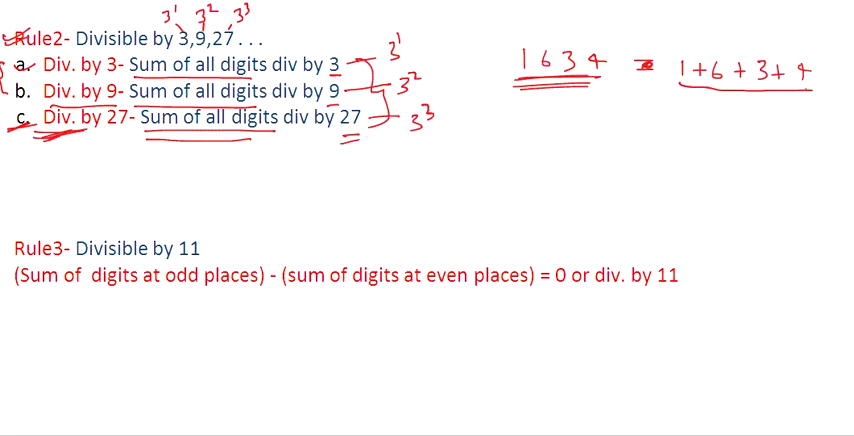 3¹ 3² 3³
Rule2- Divisible by 3,9,27...
a. Div. by 3- Sum of all digits div by 3 3¹
b. Div. by 9- Sum of all digits div by 9 3²
c. Div. by 27- Sum of all digits div by 27 3³
1634 = 1+6+3+4
Rule3- Divisible by 11
(Sum of digits at odd places) - (sum of digits at even places) = 0 or div. by 11